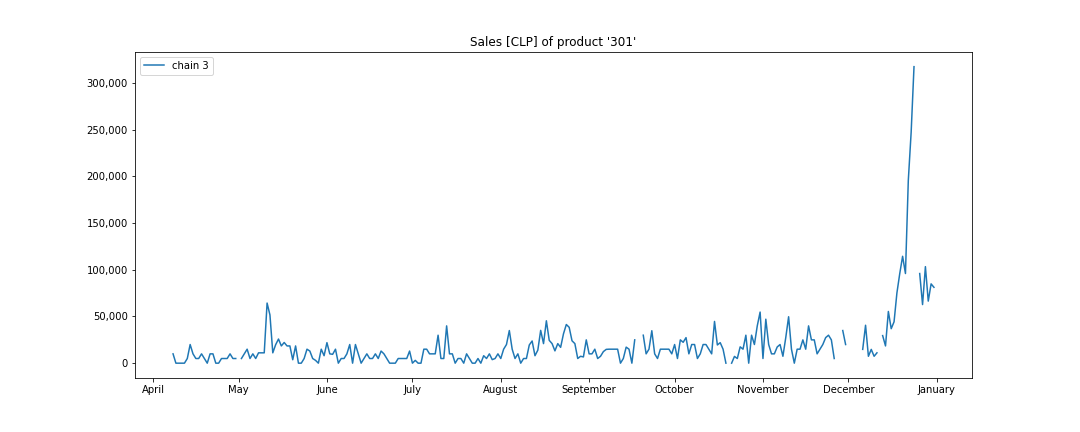 Sales [CLP] of product '301'
chain 3
300,000
250,000
200,000
150,000
100,000
50,000
0
April May June July August September October November December January